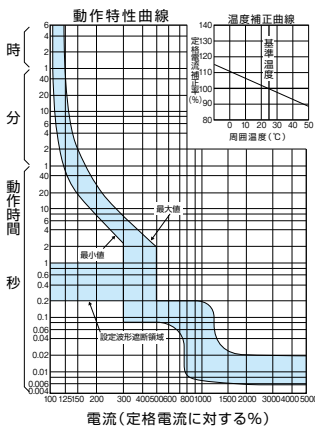 動作特性曲線
温度補正曲線
時
分
動作時間
秒
6
4
2
1
40
20
10
6
4
2
1
40
20
10
6
4
2
1
0.6
0.4
0.2
0.1
0.06
0.04
0.02
0.01
0.006
0.004
100 125 150 200 300 400 500 600 800 1000 1500 2000 3000 4000 5000
電流(定格電流に対する%)
最大値
最小値
設定波形遮断領域
定格電流補正率(%)
140
130
120
110
100
90
80
基準温度
0 10 20 30 40 50
周囲温度(℃)